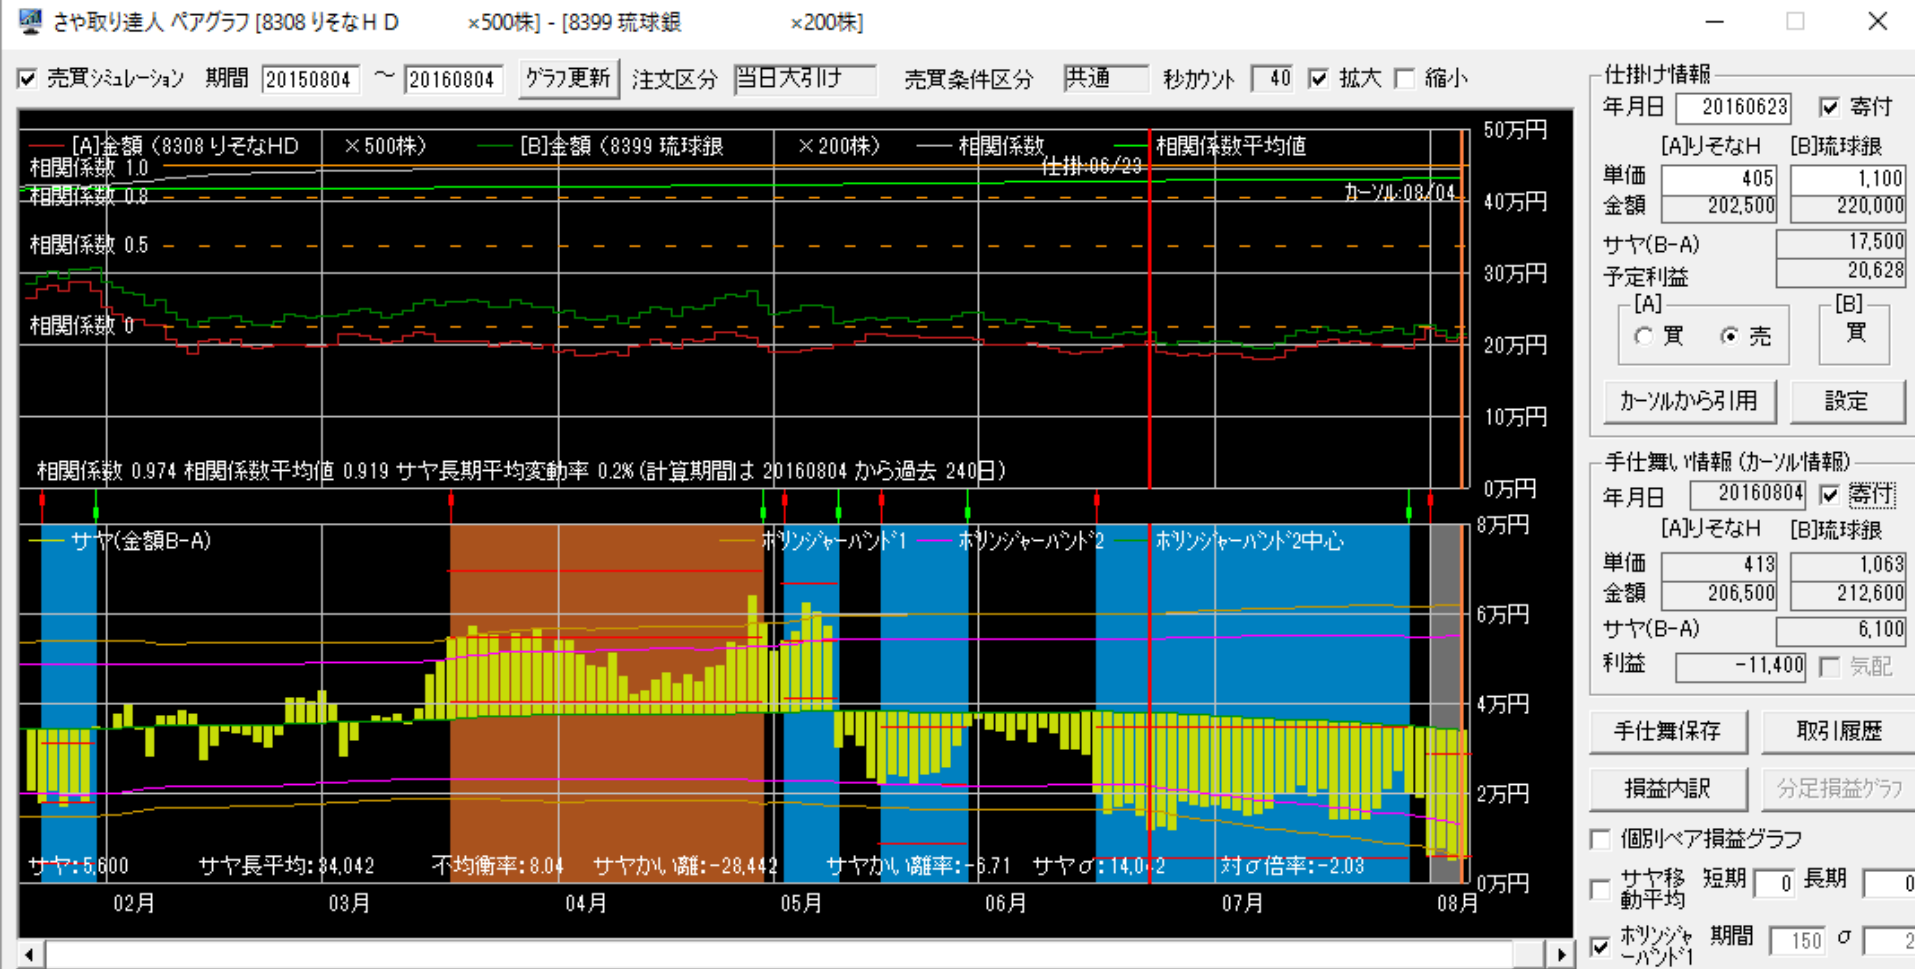 さや取り達人 ペアグラフ [8308 りそなＨＤ ×500株] - [8399 琉球銀 ×200株]
売買シミュレーション 期間 20150804 ～ 20160804 グラフ更新 注文区分 当日大引け 売買条件区分 共通 秒カウント 40 拡大 縮小
[A]金額（8308 りそなHD ×500株） [B]金額（8399 琉球銀 ×200株） 相関係数 相関係数平均値
相関係数 1.0
仕掛:06/23
相関係数 0.8
カーソル:08/04
相関係数 0.5
相関係数 0
50万円
40万円
30万円
20万円
10万円
0万円
相関係数 0.974 相関係数平均値 0.919 サヤ長期平均変動率 0.2%(計算期間は 20160804 から過去 240日)
サヤ(金額B-A) ボリンジャーバンド1 ボリンジャーバンド2 ボリンジャーバンド2中心
8万円
6万円
4万円
2万円
0万円
サヤ:5,600 サヤ長平均:34,042 不均衡率:8.04 サヤかい離:-28,442 サヤかい離率:-6.71 サヤσ:14,042 対σ倍率:-2.03
02月 03月 04月 05月 06月 07月 08月
仕掛け情報
年月日 20160623 寄付
[A]りそなH [B]琉球銀
単価 405 1,100
金額 202,500 220,000
サヤ(B-A) 17,500
予定利益 20,628
[A] [B]
買 売 買
カーソルから引用 設定
手仕舞い情報（カーソル情報）
年月日 20160804 寄付
[A]りそなH [B]琉球銀
単価 413 1,063
金額 206,500 212,600
サヤ(B-A) 6,100
利益 -11,400 気配
手仕舞保存 取引履歴
損益内訳 分足損益グラフ
個別ペア損益グラフ
サヤ移動平均 短期 0 長期 0
ボリンジャーバンド1 期間 150 σ 2